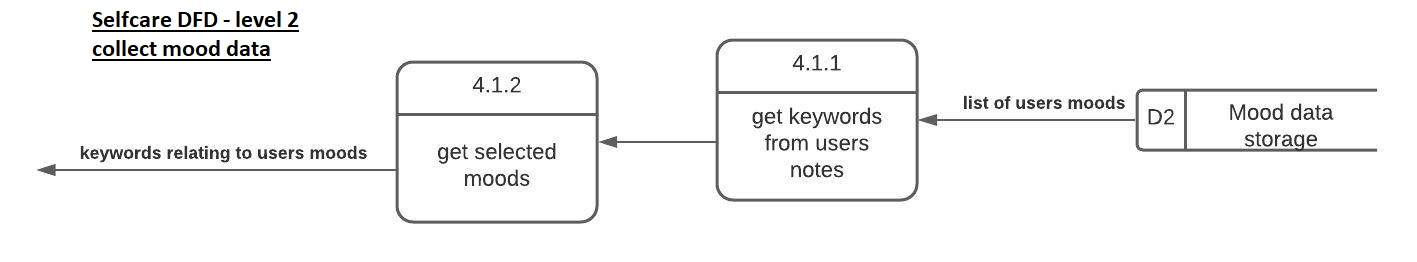 Selfcare DFD - level 2
collect mood data
4.1.2
get selected
moods
keywords relating to users moods
4.1.1
get keywords
from users
notes
list of users moods
D2
Mood data
storage